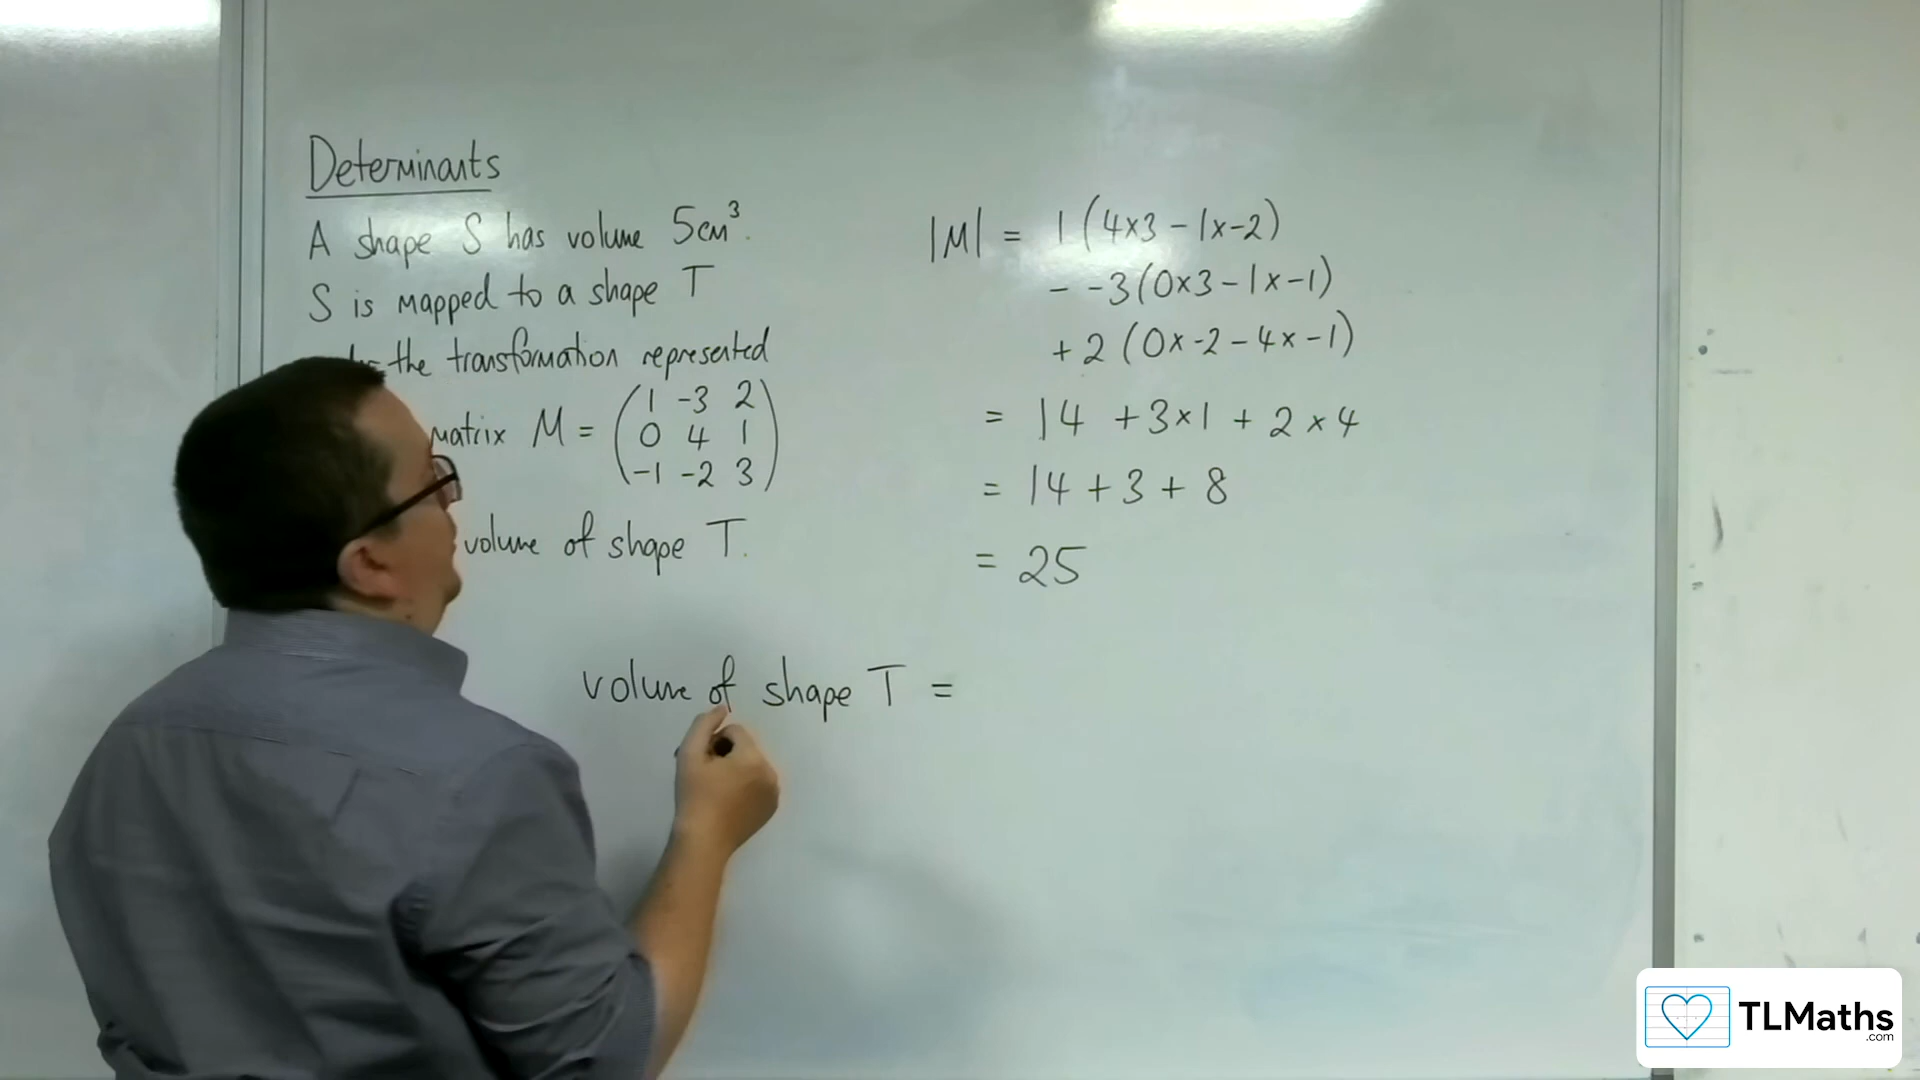 Determinants
A shape S has volume 5cm³.
S is mapped to a shape T
the transformation represented
matrix M = (1 -3 2
0 4 1
-1 -2 3)
volume of shape T.
|M| = 1(4×3 - 1×-2)
- -3(0×3 - 1×-1)
+ 2(0×-2 - 4×-1)
= 14 + 3×1 + 2×4
= 14 + 3 + 8
= 25
volume of shape T =
TLMaths
.com